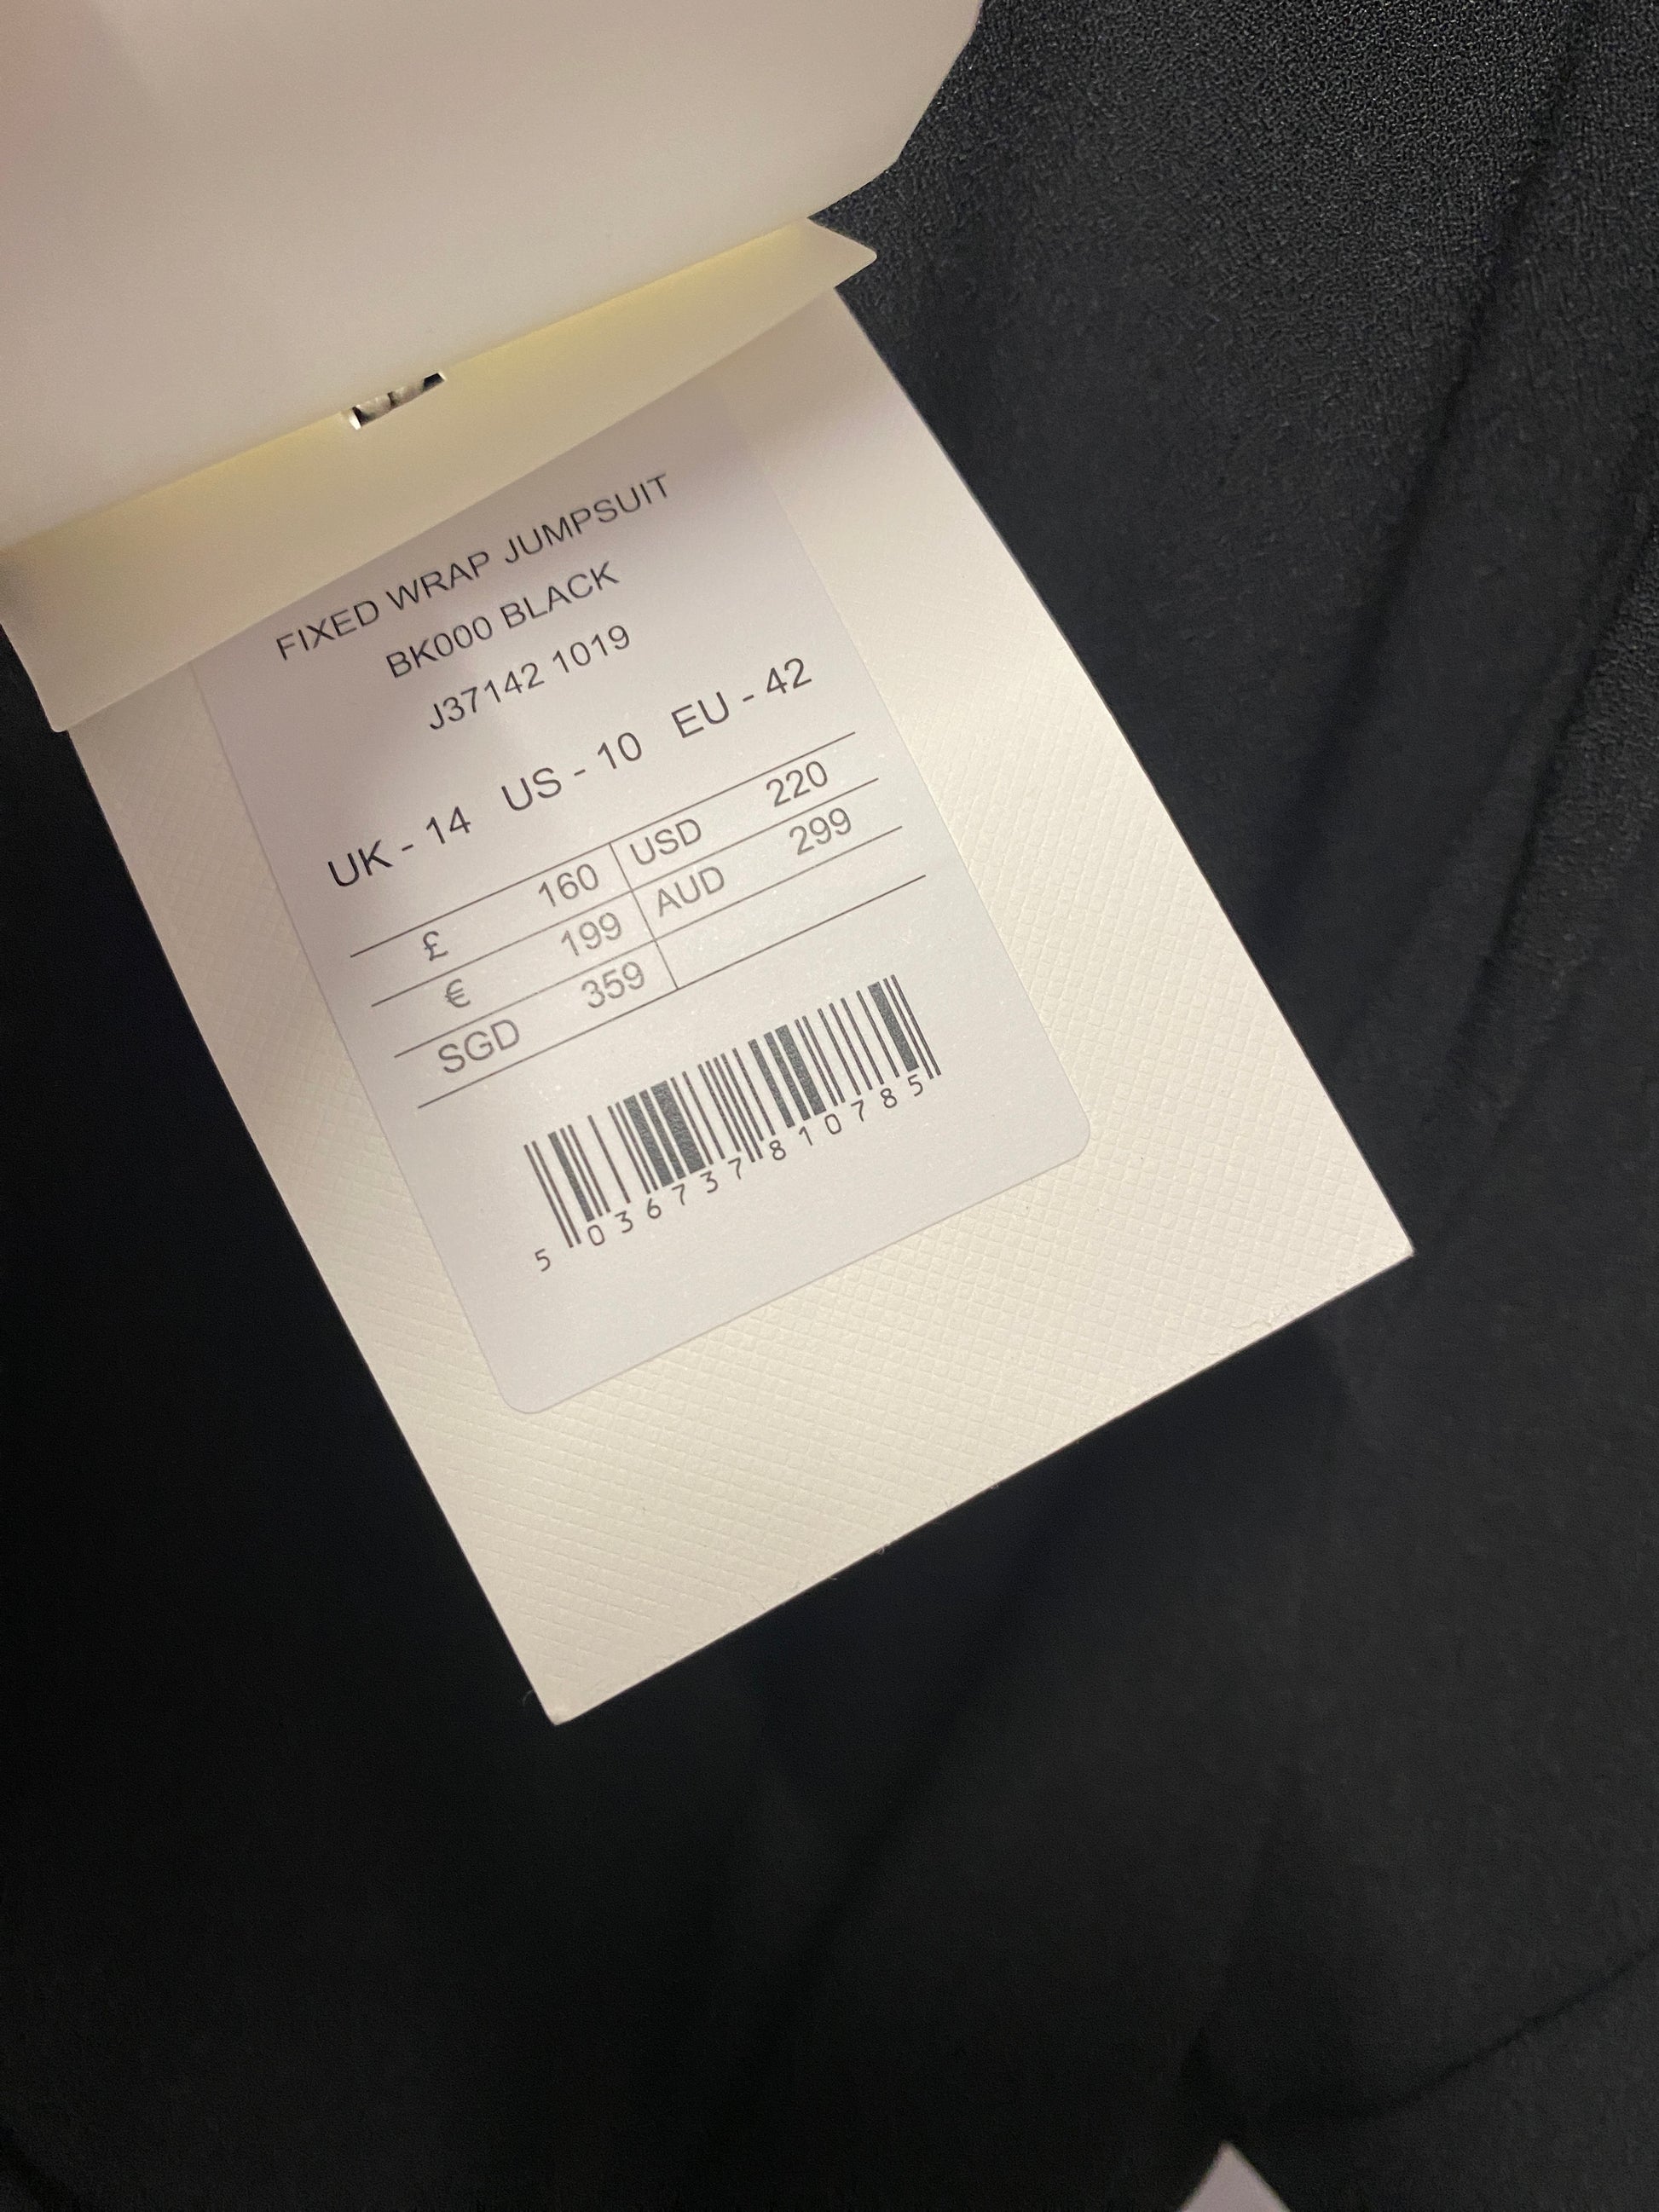 FIXED WRAP JUMPSUIT
BK000 BLACK
J37142 1019
UK - 14 US - 10 EU - 42
£ 160 USD 220
€ 199 AUD 299
SGD 359
5 036737 810785